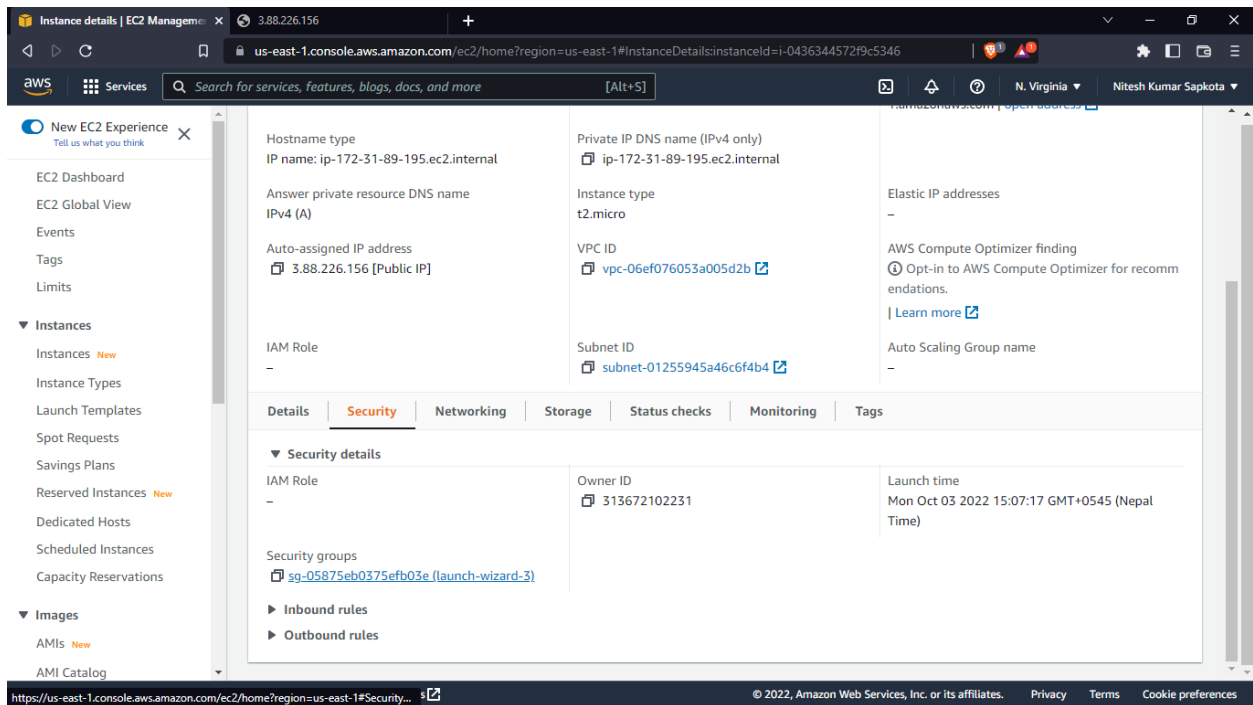 Instance details | EC2 Manageme
3.88.226.156
us-east-1.console.aws.amazon.com/ec2/home?region=us-east-1#InstanceDetails:instanceId=i-0436344572f9c5346
1
aws
Services
Search for services, features, blogs, docs, and more
[Alt+S]
N. Virginia
Nitesh Kumar Sapkota
New EC2 Experience
Tell us what you think
EC2 Dashboard
EC2 Global View
Events
Tags
Limits
Instances
Instances New
Instance Types
Launch Templates
Spot Requests
Savings Plans
Reserved Instances New
Dedicated Hosts
Scheduled Instances
Capacity Reservations
Images
AMIs New
AMI Catalog
1.amazonaws.com | open address
Hostname type
IP name: ip-172-31-89-195.ec2.internal
Private IP DNS name (IPv4 only)
ip-172-31-89-195.ec2.internal
Answer private resource DNS name
IPv4 (A)
Instance type
t2.micro
Elastic IP addresses
–
Auto-assigned IP address
3.88.226.156 [Public IP]
VPC ID
vpc-06ef076053a005d2b
AWS Compute Optimizer finding
Opt-in to AWS Compute Optimizer for recomm
endations.
| Learn more
IAM Role
–
Subnet ID
subnet-01255945a46c6f4b4
Auto Scaling Group name
–
Details
Security
Networking
Storage
Status checks
Monitoring
Tags
Security details
IAM Role
–
Owner ID
313672102231
Launch time
Mon Oct 03 2022 15:07:17 GMT+0545 (Nepal
Time)
Security groups
sg-05875eb0375efb03e (launch-wizard-3)
Inbound rules
Outbound rules
https://us-east-1.console.aws.amazon.com/ec2/home?region=us-east-1#Security...
s
© 2022, Amazon Web Services, Inc. or its affiliates.
Privacy
Terms
Cookie preferences